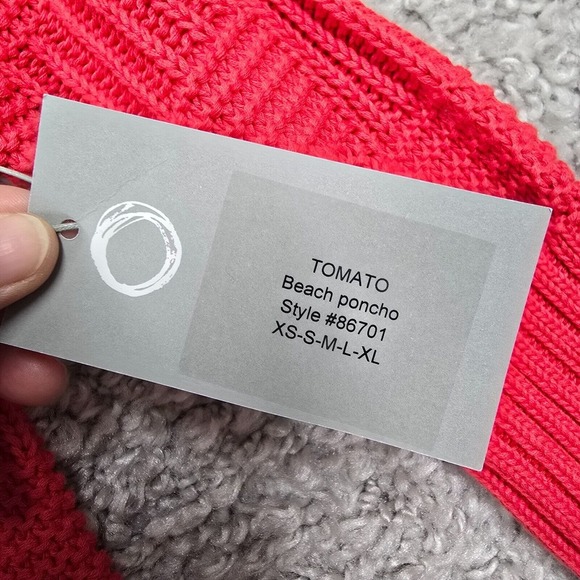 TOMATO
Beach poncho
Style #86701
XS-S-M-L-XL